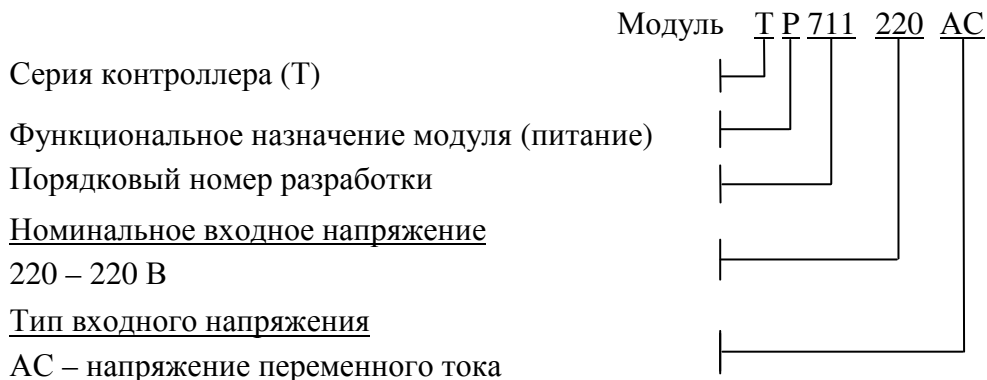 Модуль Т Р 711 220 АС
Серия контроллера (Т)
Функциональное назначение модуля (питание)
Порядковый номер разработки
Номинальное входное напряжение
220 – 220 В
Тип входного напряжения
АС – напряжение переменного тока